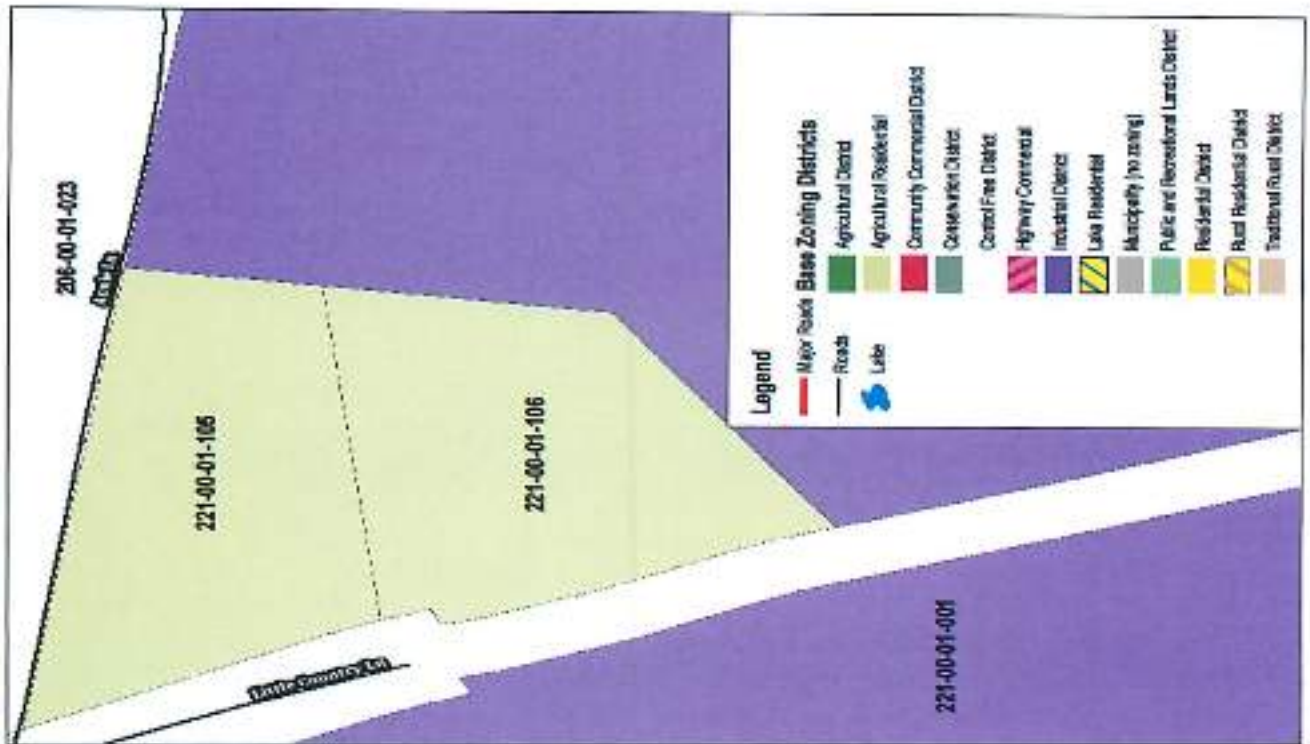 206-00-01-023
221-00-01-105
221-00-01-106
Little Country Ln
221-00-01-001
Legend
Major Roads
Roads
Lake
Base Zoning Districts
Agricultural District
Agricultural Residential
Community Commercial District
Conservation District
Control Free District
Highway Commercial
Industrial District
Lake Residential
Municipality (no zoning)
Public and Recreational Lands District
Residential District
Rural Residential District
Traditional Rural District